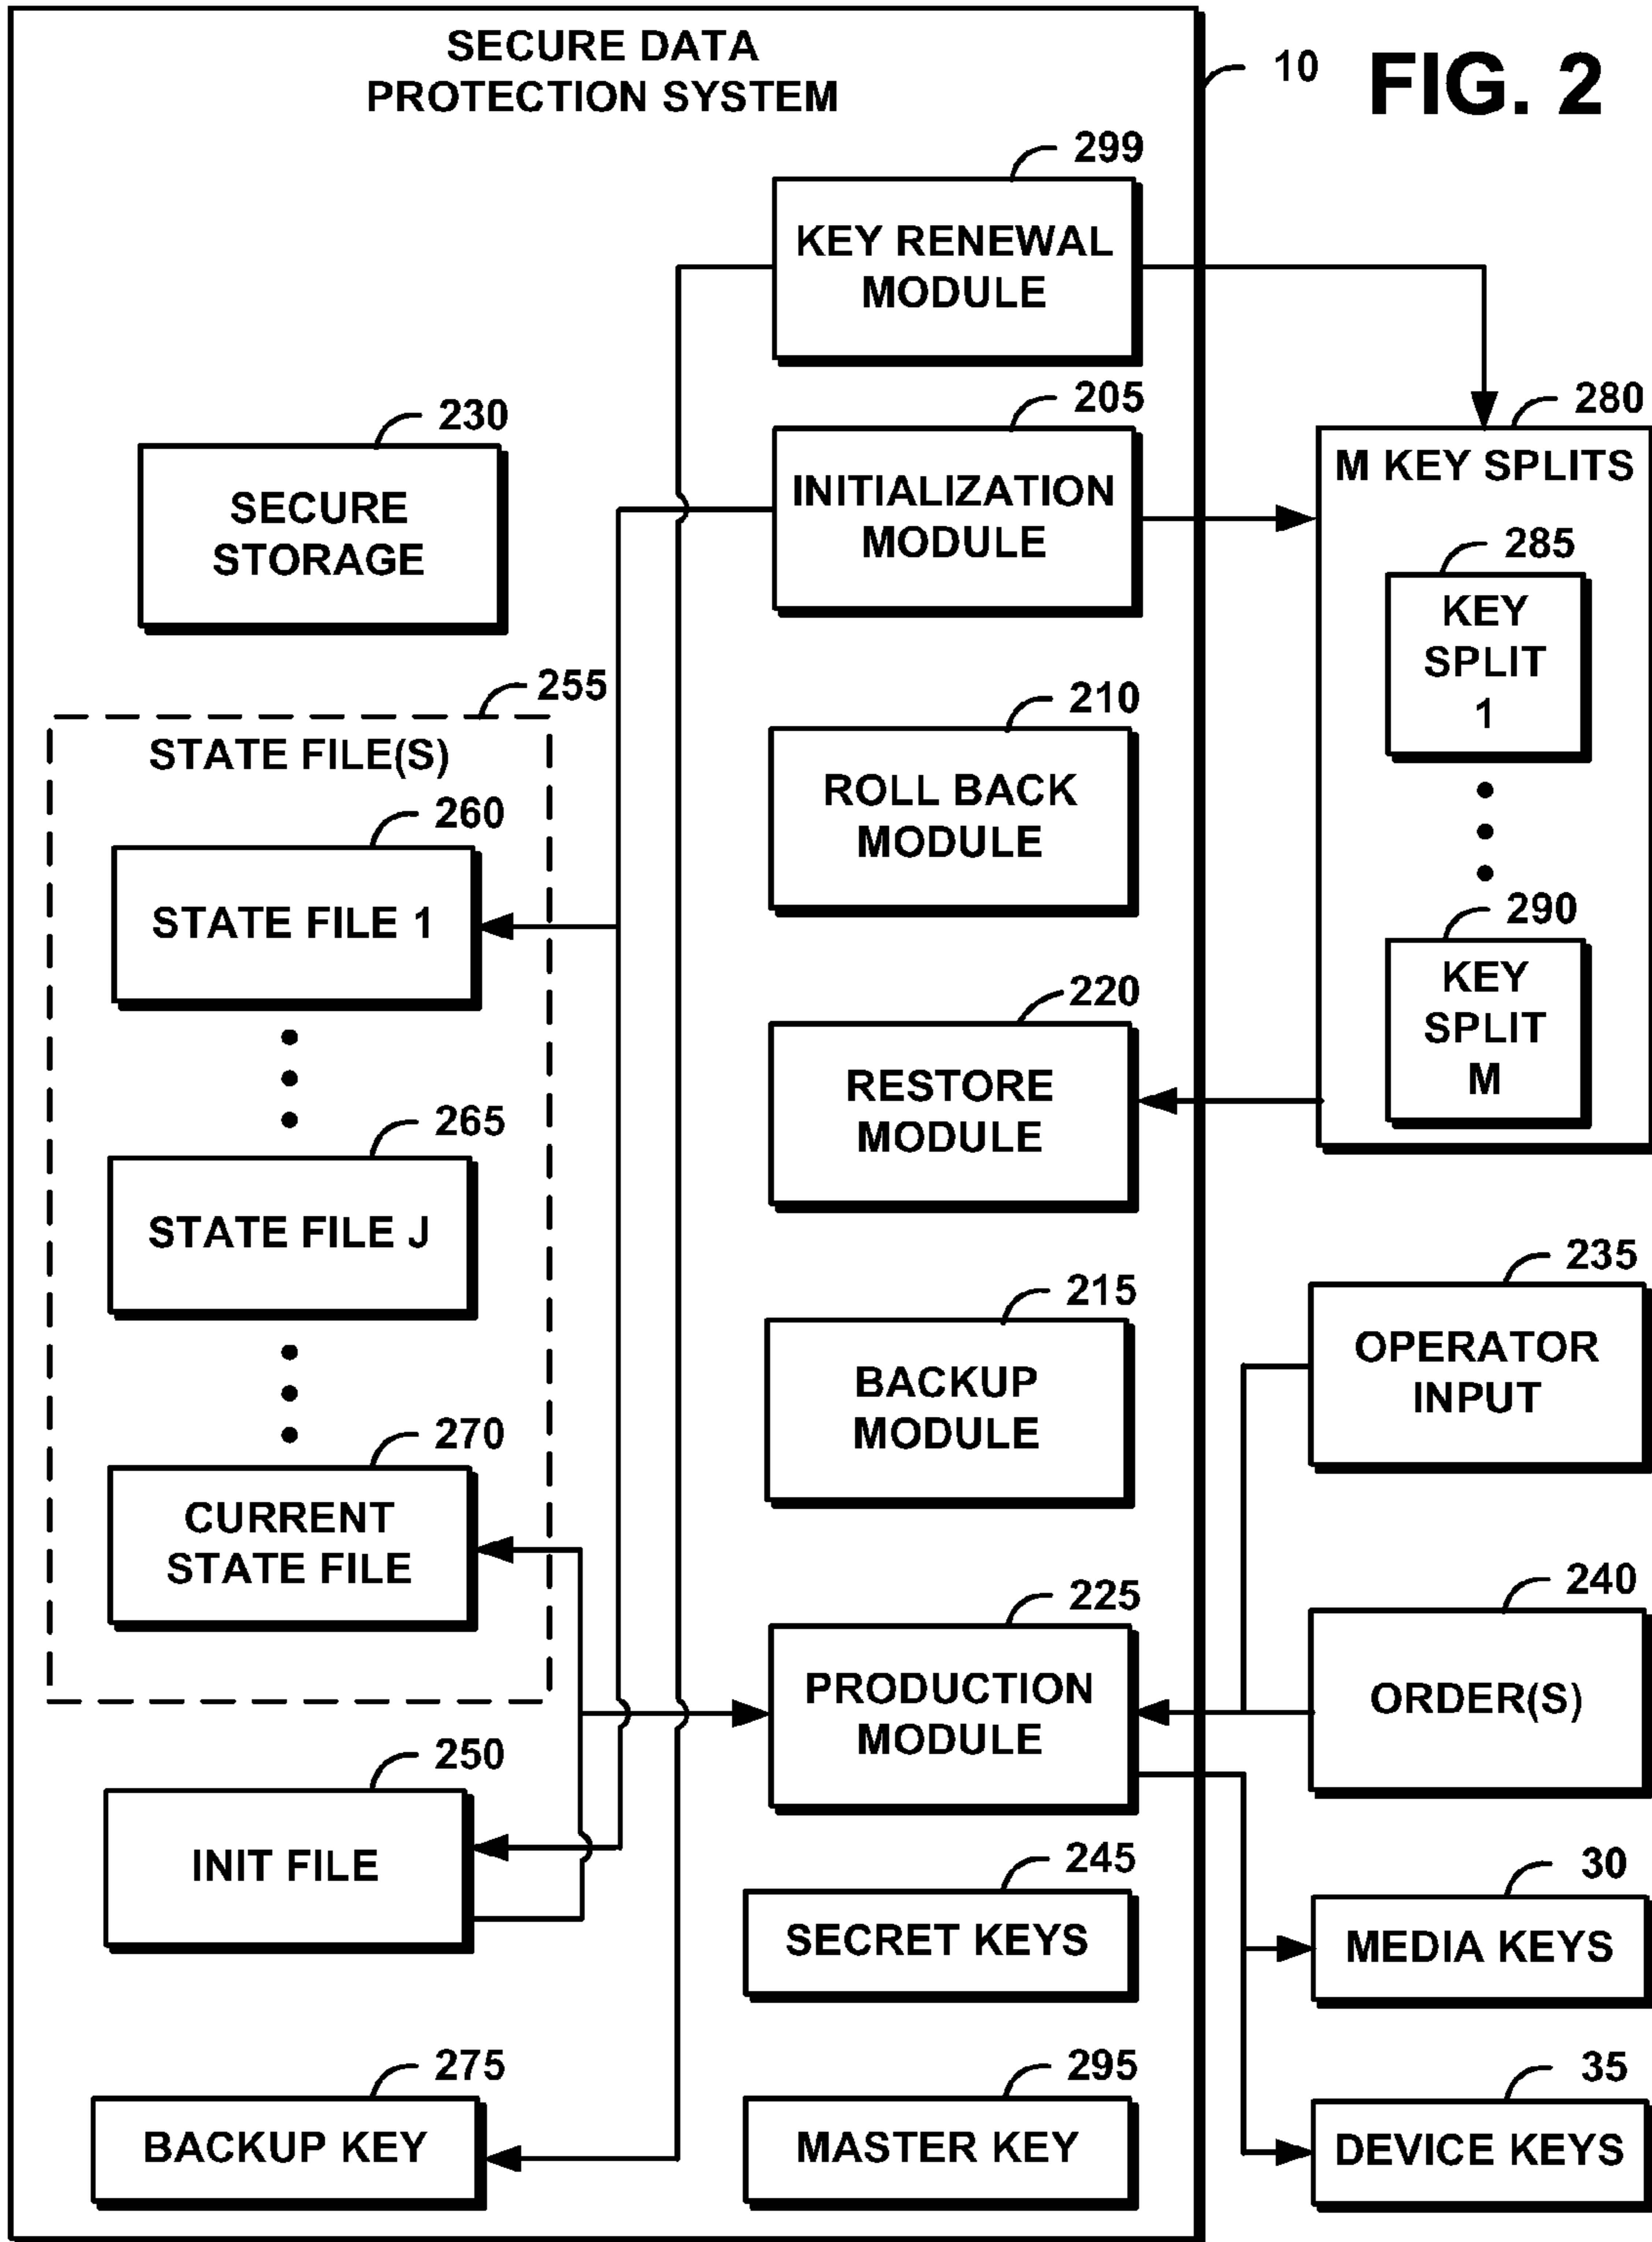 SECURE DATA
PROTECTION SYSTEM
10
FIG. 2
299
KEY RENEWAL
MODULE
230
SECURE
STORAGE
205
INITIALIZATION
MODULE
280
M KEY SPLITS
285
KEY
SPLIT
1
290
KEY
SPLIT
M
255
STATE FILE(S)
260
STATE FILE 1
265
STATE FILE J
270
CURRENT
STATE FILE
210
ROLL BACK
MODULE
220
RESTORE
MODULE
215
BACKUP
MODULE
235
OPERATOR
INPUT
225
PRODUCTION
MODULE
240
ORDER(S)
250
INIT FILE
245
SECRET KEYS
30
MEDIA KEYS
275
BACKUP KEY
295
MASTER KEY
35
DEVICE KEYS